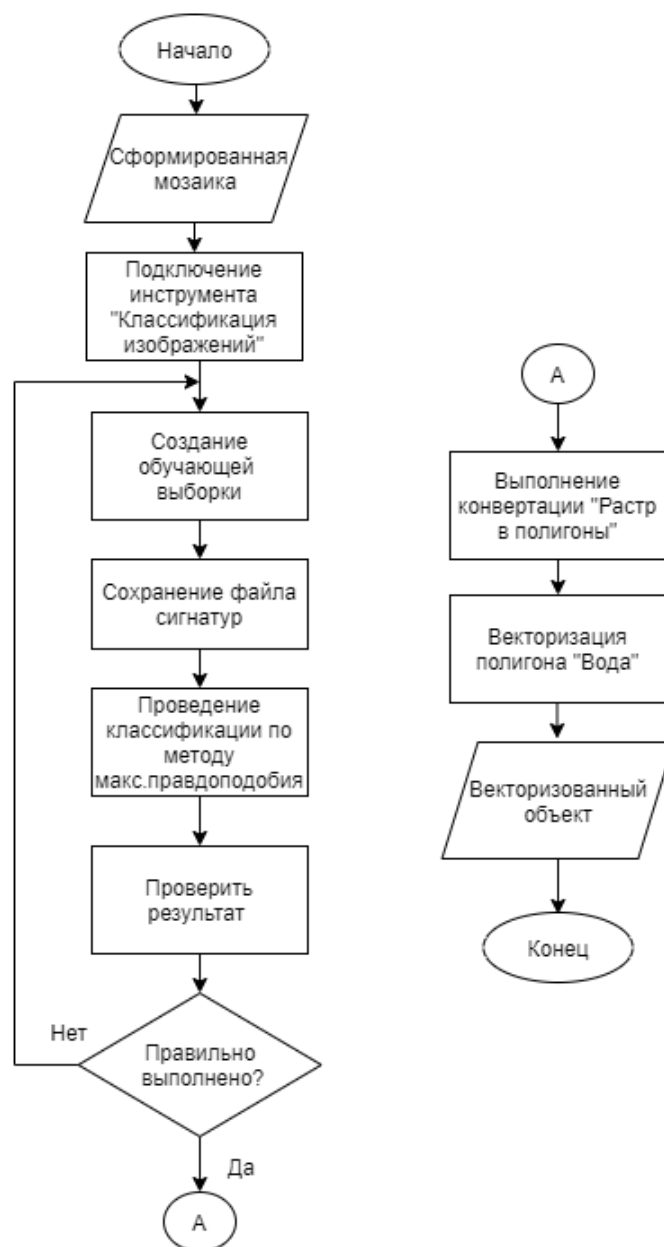 Начало
Сформированная
мозаика
Подключение
инструмента
"Классификация
изображений"
Создание
обучающей
выборки
Сохранение файла
сигнатур
Проведение
классификации по
методу
макс.правдоподобия
Проверить
результат
Правильно
выполнено?
Нет
Да
А
А
Выполнение
конвертации "Растр
в полигоны"
Векторизация
полигона "Вода"
Векторизованный
объект
Конец